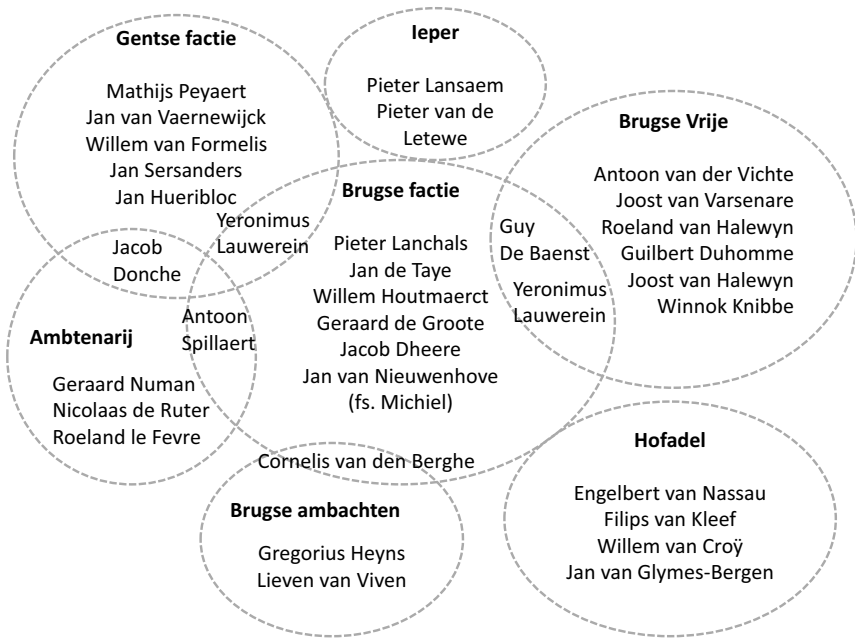 Gentse factie
Mathijs Peyaert
Jan van Vaernewijck
Willem van Formelis
Jan Sersanders
Jan Hueribloc
Yeronimus
Lauwerein
Jacob
Donche
Ieper
Pieter Lansaem
Pieter van de
Letewe
Brugse Vrije
Antoon van der Vichte
Joost van Varsenare
Roeland van Halewyn
Guilbert Duhomme
Joost van Halewyn
Winnok Knibbe
Brugse factie
Pieter Lanchals
Jan de Taye
Willem Houtmaerct
Geraard de Groote
Jacob Dheere
Jan van Nieuwenhove
(fs. Michiel)
Guy
De Baenst
Yeronimus
Lauwerein
Antoon
Spillaert
Ambtenarij
Geraard Numan
Nicolaas de Ruter
Roeland le Fevre
Cornelis van den Berghe
Brugse ambachten
Gregorius Heyns
Lieven van Viven
Hofadel
Engelbert van Nassau
Filips van Kleef
Willem van Croÿ
Jan van Glymes-Bergen